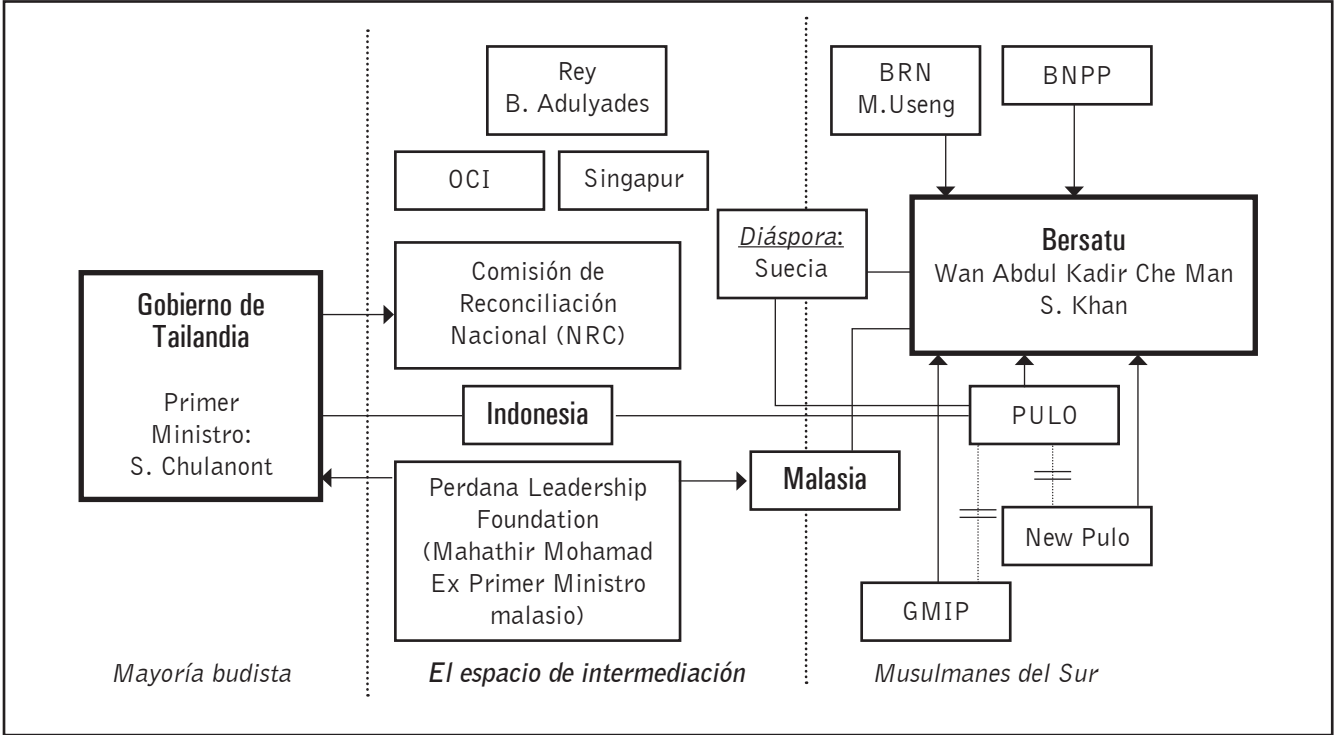 Rey
B. Adulyades
OCI
Singapur
BRN
M.Useng
BNPP
Diáspora:
Suecia
Bersatu
Wan Abdul Kadir Che Man
S. Khan
Gobierno de
Tailandia
Primer
Ministro:
S. Chulanont
Comisión de
Reconciliación
Nacional (NRC)
Indonesia
PULO
Perdana Leadership
Foundation
(Mahathir Mohamad
Ex Primer Ministro
malasio)
Malasia
New Pulo
GMIP
Mayoría budista
El espacio de intermediación
Musulmanes del Sur